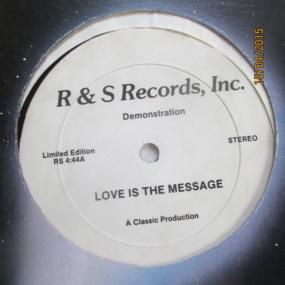 R & S Records, Inc.
Demonstration
Limited Edition
RS 4:44A
STEREO
LOVE IS THE MESSAGE
A Classic Production
15/04/2015